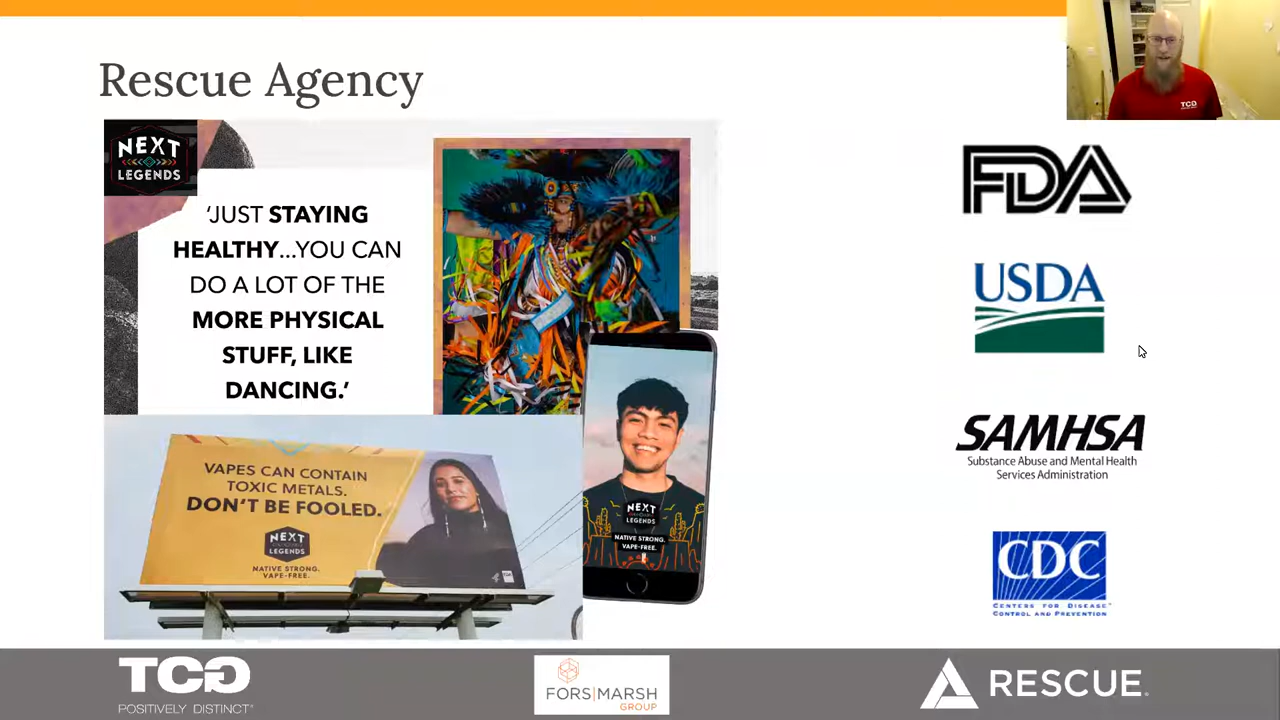 Rescue Agency
TCG
NEXT
LEGENDS
'JUST STAYING
HEALTHY...YOU CAN
DO A LOT OF THE
MORE PHYSICAL
STUFF, LIKE
DANCING.'
VAPES CAN CONTAIN
TOXIC METALS.
DON'T BE FOOLED.
NEXT
LEGENDS
NATIVE STRONG.
VAPE-FREE.
NEXT
LEGENDS
NATIVE STRONG.
VAPE-FREE.
FDA
USDA
SAMHSA
Substance Abuse and Mental Health
Services Administration
CDC
CENTERS FOR DISEASE™
CONTROL AND PREVENTION
TCG
POSITIVELY DISTINCT®
FORS|MARSH
GROUP
RESCUE